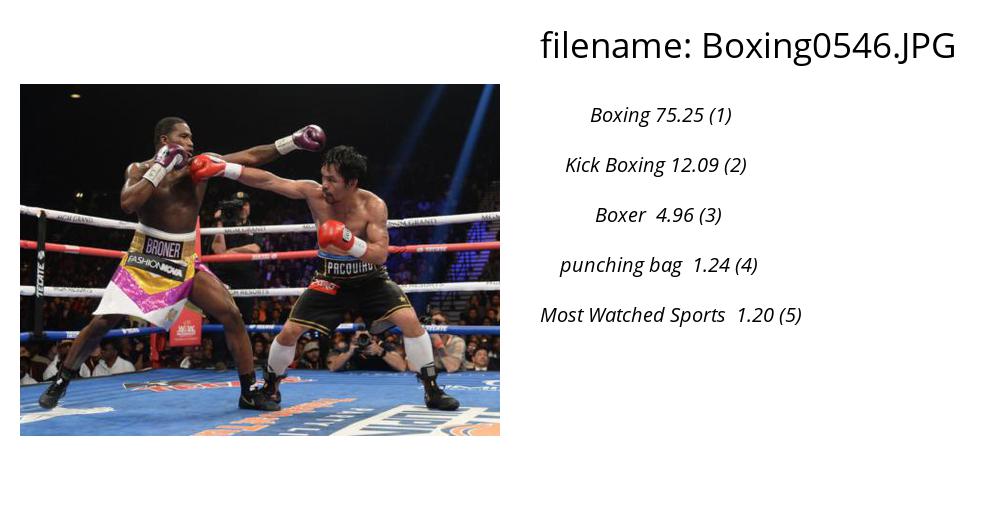 filename: Boxing0546.JPG
Boxing 75.25 (1)
Kick Boxing 12.09 (2)
Boxer 4.96 (3)
punching bag 1.24 (4)
Most Watched Sports 1.20 (5)
MGM GRAND
TECATE
BRONER
FASHIONNOVA
PACQUIAO